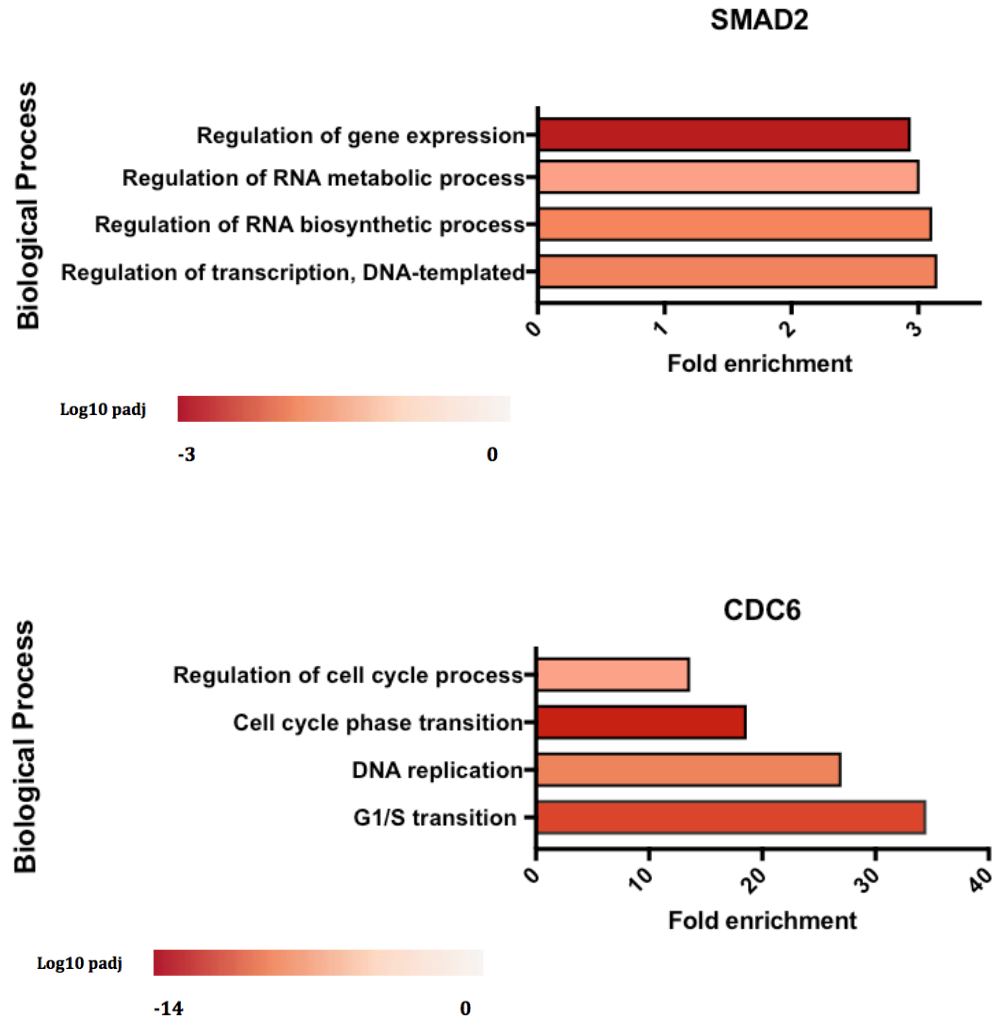 SMAD2
Biological Process
Regulation of gene expression
Regulation of RNA metabolic process
Regulation of RNA biosynthetic process
Regulation of transcription, DNA-templated
0 1 2 3
Fold enrichment
Log10 padj
-3 0
CDC6
Biological Process
Regulation of cell cycle process
Cell cycle phase transition
DNA replication
G1/S transition
0 10 20 30 40
Fold enrichment
Log10 padj
-14 0